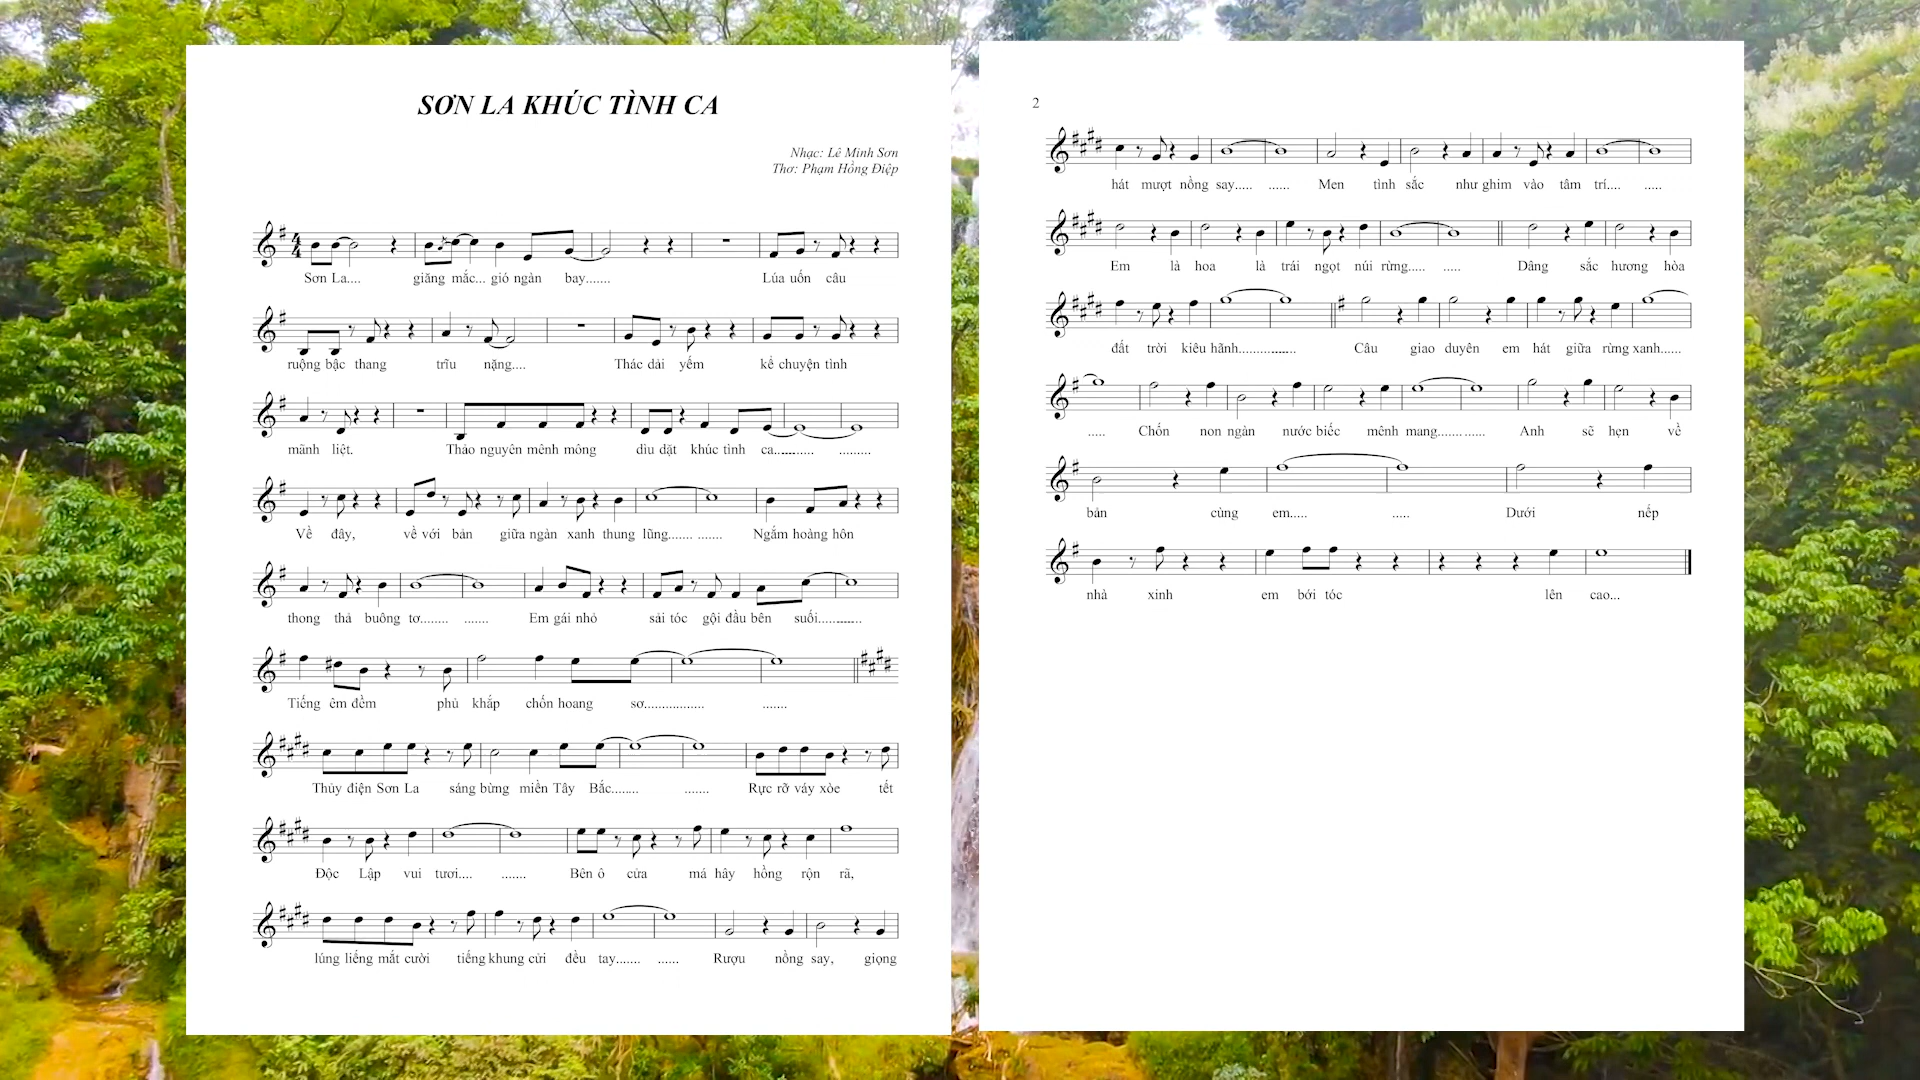 SƠN LA KHÚC TÌNH CA
Nhạc: Lê Minh Sơn
Thơ: Phạm Hồng Điệp
Sơn La.... giăng mắc... gió ngàn bay....... Lúa uốn câu
ruộng bậc thang trĩu nặng.... Thác dải yếm kể chuyện tình
mãnh liệt. Thảo nguyên mênh mông dìu dặt khúc tình ca........... .........
Về đây, về với bản giữa ngàn xanh thung lũng....... ....... Ngắm hoàng hôn
thong thả buông tơ........ ....... Em gái nhỏ sải tóc gội đầu bên suối............
Tiếng êm đềm phủ khắp chốn hoang sơ................. .......
Thủy điện Sơn La sáng bừng miền Tây Bắc........ ....... Rực rỡ váy xòe tết
Độc Lập vui tươi.... ....... Bên ô cửa má hây hồng rộn rã,
lúng liếng mắt cười tiếng khung cửi đều tay....... ...... Rượu nồng say, giọng
2
hát mượt nồng say..... ...... Men tình sắc như ghim vào tâm trí.... .....
Em là hoa là trái ngọt núi rừng..... ..... Dâng sắc hương hòa
đất trời kiêu hãnh............... Câu giao duyên em hát giữa rừng xanh......
..... Chốn non ngàn nước biếc mênh mang....... ...... Anh sẽ hẹn về
bản cùng em..... ..... Dưới nếp
nhà xinh em bới tóc lên cao...